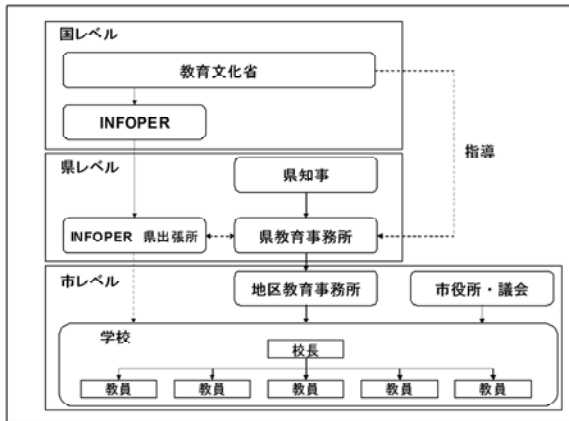 国レベル
教育文化省
INFOPER
指導
県レベル
県知事
INFOPER 県出張所
県教育事務所
市レベル
地区教育事務所
市役所・議会
学校
校長
教員
教員
教員
教員
教員